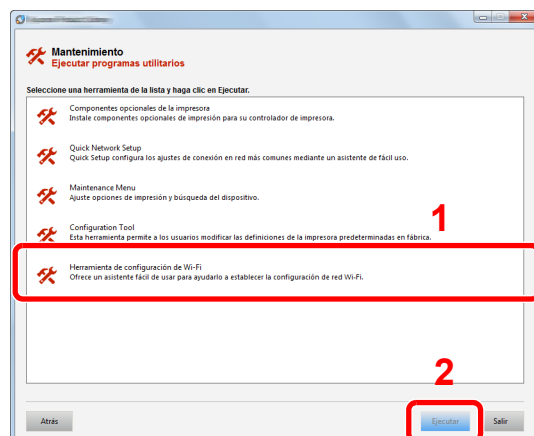 Mantenimiento
Ejecutar programas utilitarios
Seleccione una herramienta de la lista y haga clic en Ejecutar.
Componentes opcionales de la impresora
Instale componentes opcionales de impresión para su controlador de impresora.
Quick Network Setup
Quick Setup configura los ajustes de conexión en red más comunes mediante un asistente de fácil uso.
Maintenance Menu
Ajuste opciones de impresión y búsqueda del dispositivo.
1
Configuration Tool
Esta herramienta permite a los usuarios modificar las definiciones de la impresora predeterminadas en fábrica.
Herramienta de configuración de Wi-Fi
Ofrece un asistente fácil de usar para ayudarlo a establecer la configuración de red Wi-Fi.
2
Atrás Ejecutar Salir